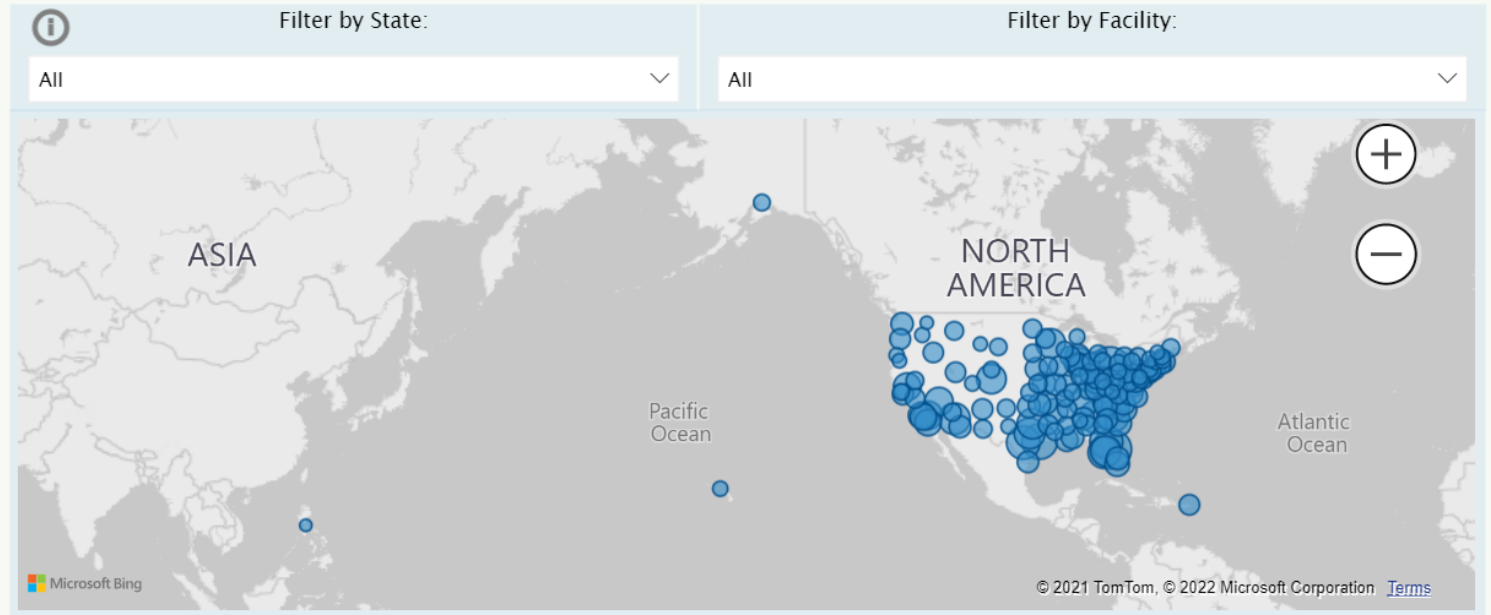 Filter by State:
Filter by Facility:
All
All
ASIA
NORTH
AMERICA
Pacific
Ocean
Atlantic
Ocean
Microsoft Bing
© 2021 TomTom, © 2022 Microsoft Corporation Terms